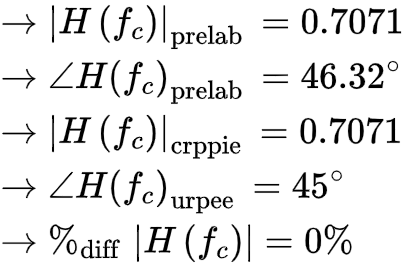 → |H (f_c)|_prelab = 0.7071
→ ∠H(f_c)_prelab = 46.32°
→ |H (f_c)|_crppie = 0.7071
→ ∠H(f_c)_urpee = 45°
→ %_diff |H (f_c)| = 0%